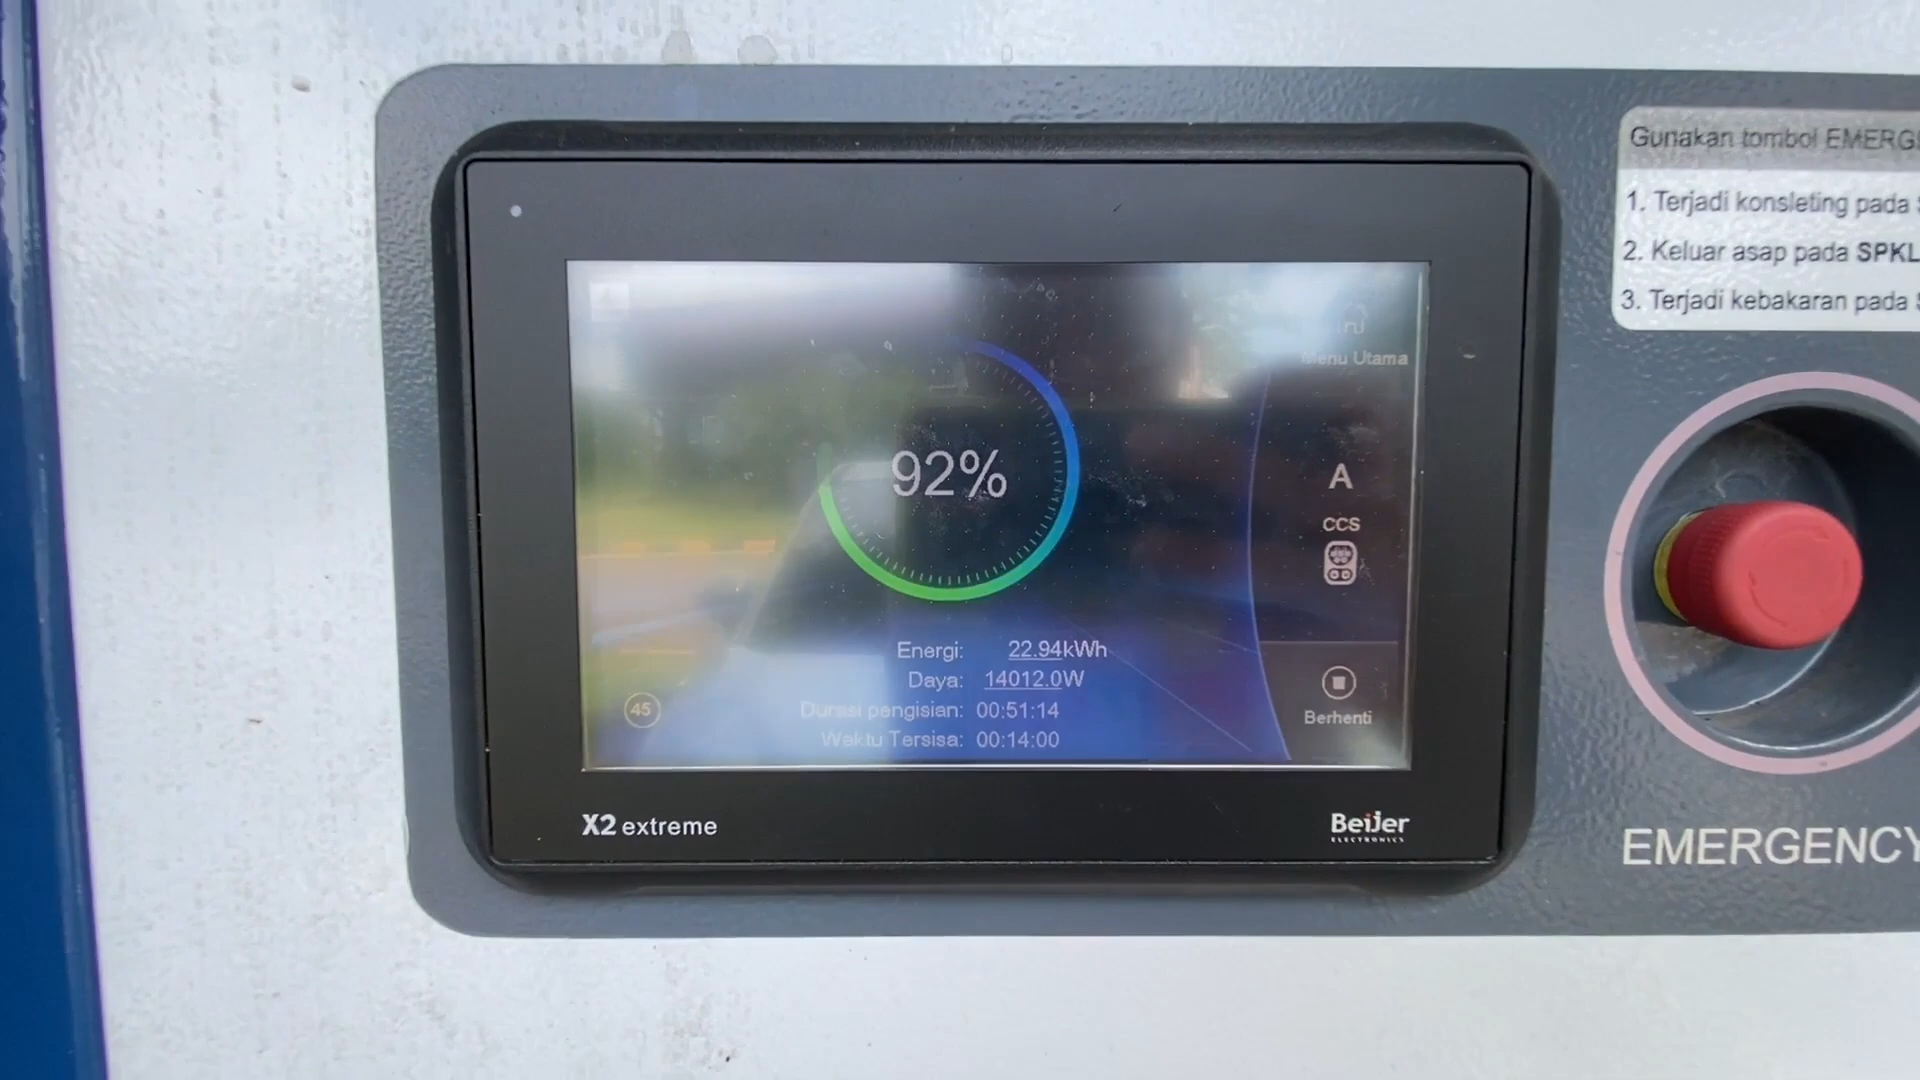 Gunakan tombol EMERG
1. Terjadi konsleting pada
2. Keluar asap pada SPKL
3. Terjadi kebakaran pada
Menu Utama
92%
A
CCS
Energi: 22.94kWh
Daya: 14012.0W
Durasi pengisian: 00:51:14
Waktu Tersisa: 00:14:00
45
Berhenti
X2 extreme
Beijer
ELECTRONICS
EMERGENCY